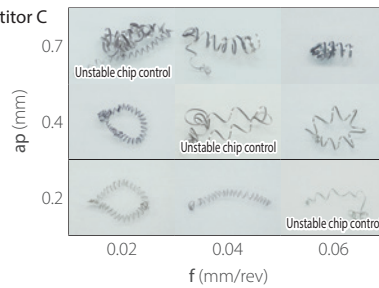 titor C
0.7
Unstable chip control
ap (mm)
0.4
Unstable chip control
0.2
Unstable chip control
0.02 0.04 0.06
f (mm/rev)